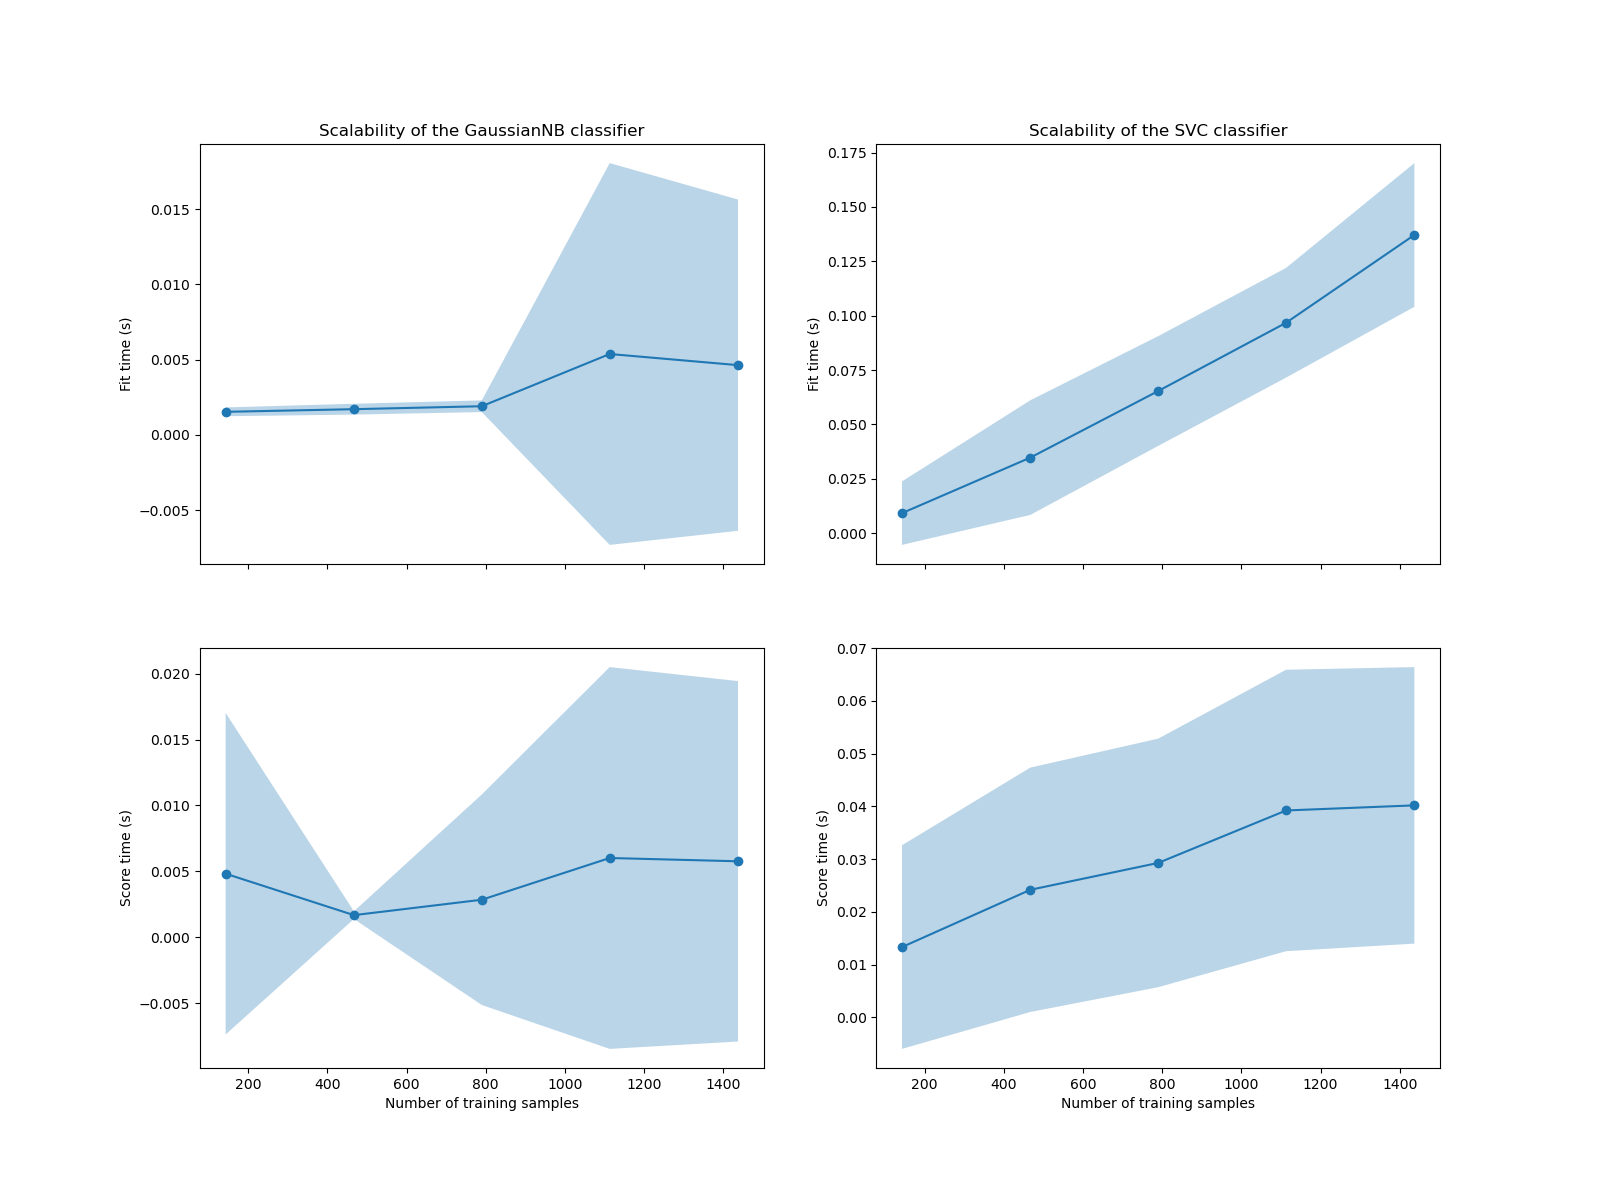 Scalability of the GaussianNB classifier
Fit time (s)
0.015
0.010
0.005
0.000
−0.005
Scalability of the SVC classifier
Fit time (s)
0.175
0.150
0.125
0.100
0.075
0.050
0.025
0.000
Score time (s)
0.020
0.015
0.010
0.005
0.000
−0.005
200 400 600 800 1000 1200 1400
Number of training samples
Score time (s)
0.07
0.06
0.05
0.04
0.03
0.02
0.01
0.00
200 400 600 800 1000 1200 1400
Number of training samples